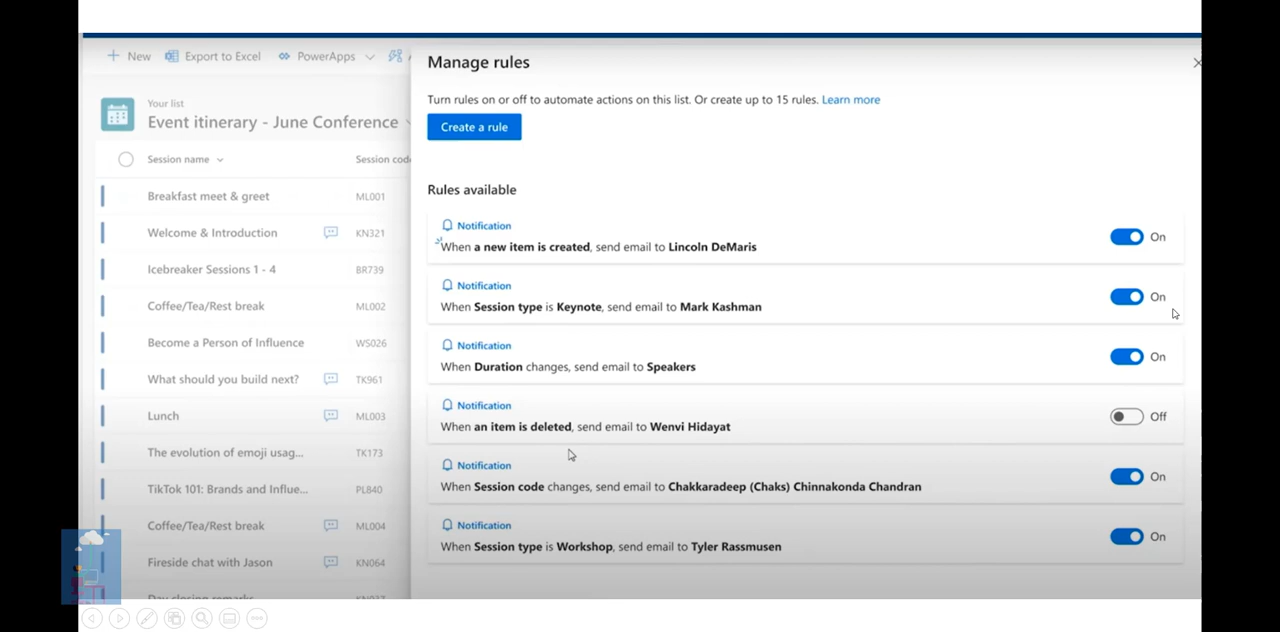 New Export to Excel PowerApps
Your list
Event itinerary - June Conference
Session name Session code
Breakfast meet & greet ML001
Welcome & Introduction KN321
Icebreaker Sessions 1 - 4 BR739
Coffee/Tea/Rest break ML002
Become a Person of Influence WS026
What should you build next? TK961
Lunch ML003
The evolution of emoji usag... TK173
TikTok 101: Brands and Influe... PL840
Coffee/Tea/Rest break ML004
Fireside chat with Jason KN064
Manage rules
Turn rules on or off to automate actions on this list. Or create up to 15 rules. Learn more
Create a rule
Rules available
Notification
When a new item is created, send email to Lincoln DeMaris On
Notification
When Session type is Keynote, send email to Mark Kashman On
Notification
When Duration changes, send email to Speakers On
Notification
When an item is deleted, send email to Wenvi Hidayat Off
Notification
When Session code changes, send email to Chakkaradeep (Chaks) Chinnakonda Chandran On
Notification
When Session type is Workshop, send email to Tyler Rassmusen On